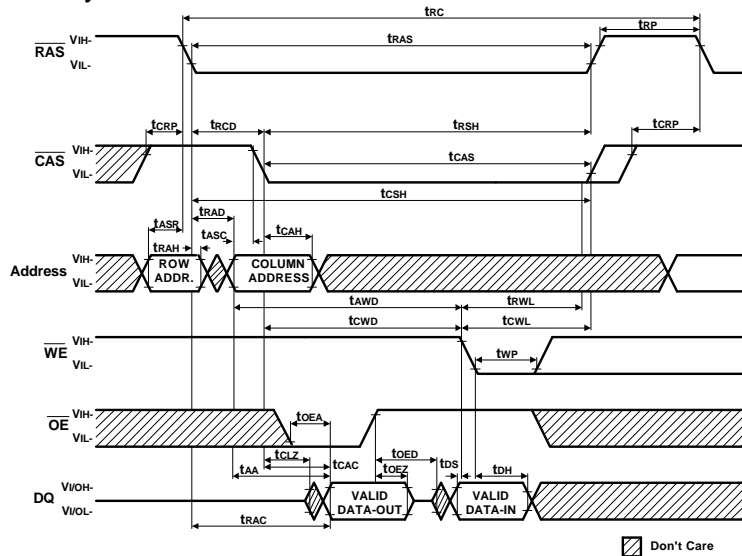 tRC
tRP
tRAS
RAS
VIH-
VIL-
tCRP
tRCD
tRSH
tCRP
CAS
VIH-
VIL-
tCAS
tCSH
tRAD
tASR
tASC
tCAH
tRAH
Address
VIH-
VIL-
ROW
ADDR.
COLUMN
ADDRESS
tAWD
tRWL
tCWD
tCWL
WE
VIH-
VIL-
tWP
OE
VIH-
VIL-
tOEA
tOED
tCLZ
tCAC
tAA
tOEZ
tDS
tDH
DQ
VI/OH-
VI/OL-
VALID
DATA-OUT
VALID
DATA-IN
tRAC
Don't Care